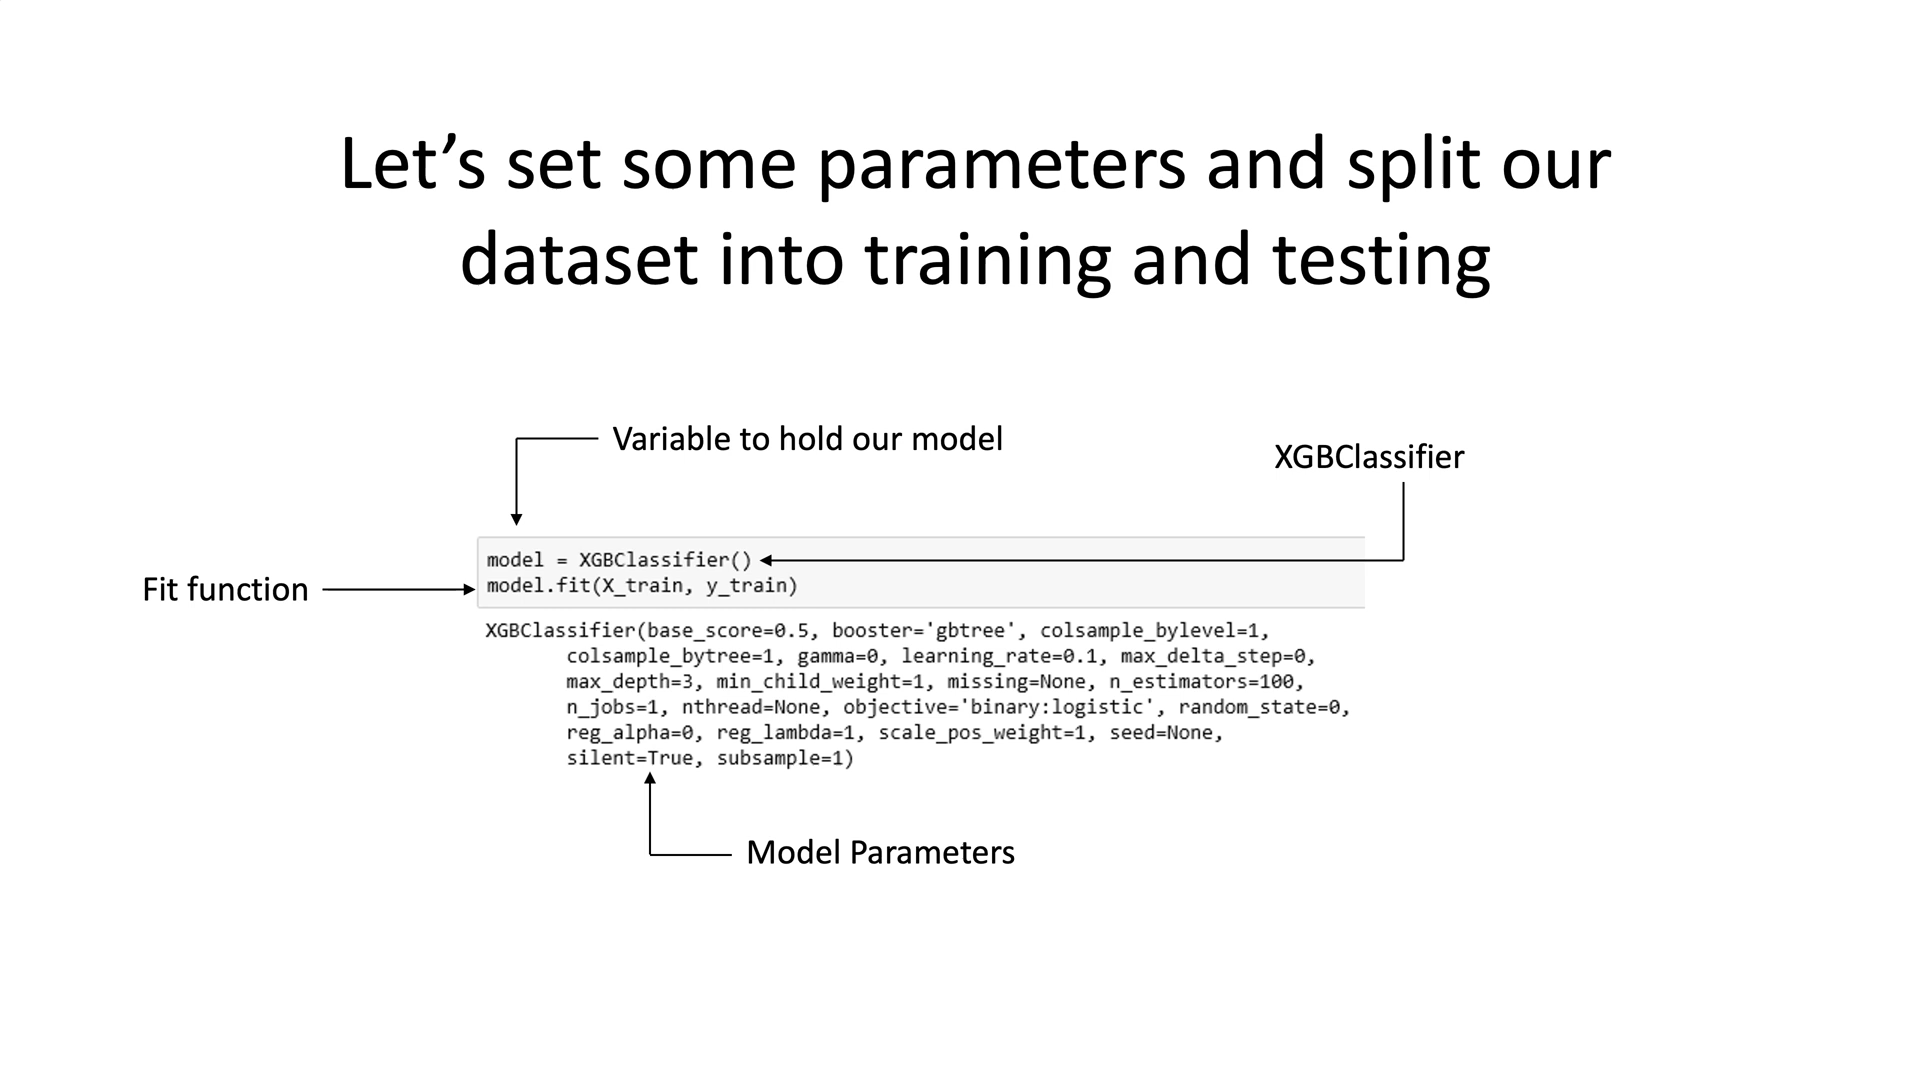 Let’s set some parameters and split our
dataset into training and testing
Variable to hold our model
XGBClassifier
model = XGBClassifier()
Fit function
model.fit(X_train, y_train)
XGBClassifier(base_score=0.5, booster='gbtree', colsample_bylevel=1,
colsample_bytree=1, gamma=0, learning_rate=0.1, max_delta_step=0,
max_depth=3, min_child_weight=1, missing=None, n_estimators=100,
n_jobs=1, nthread=None, objective='binary:logistic', random_state=0,
reg_alpha=0, reg_lambda=1, scale_pos_weight=1, seed=None,
silent=True, subsample=1)
Model Parameters